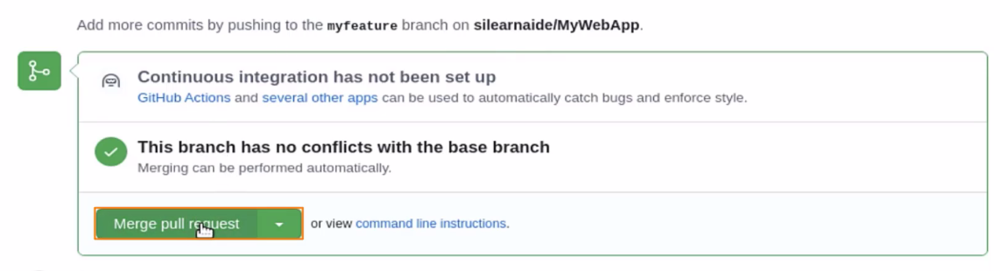 Add more commits by pushing to the myfeature branch on silearnaide/MyWebApp.
Continuous integration has not been set up
GitHub Actions and several other apps can be used to automatically catch bugs and enforce style.
This branch has no conflicts with the base branch
Merging can be performed automatically.
Merge pull request or view command line instructions.